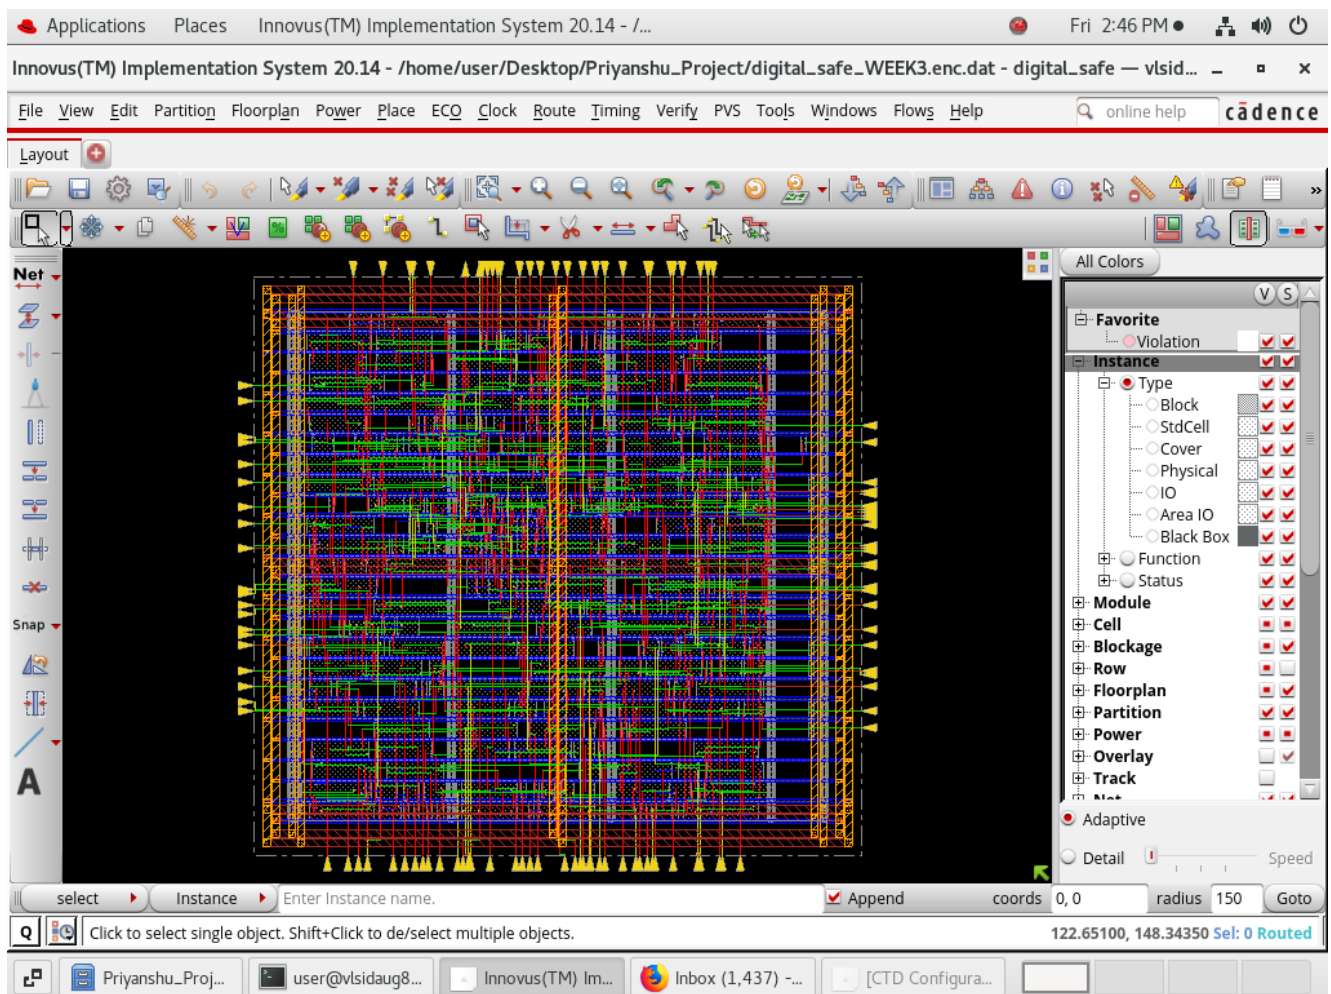 Applications Places Innovus(TM) Implementation System 20.14 - /... Fri 2:46 PM
Innovus(TM) Implementation System 20.14 - /home/user/Desktop/Priyanshu_Project/digital_safe_WEEK3.enc.dat - digital_safe — vlsid...
File View Edit Partition Floorplan Power Place ECO Clock Route Timing Verify PVS Tools Windows Flows Help online help cādence
Layout
»
Net
All Colors
V S
Favorite
Violation
Instance
Type
Block
StdCell
Cover
Physical
IO
Area IO
Black Box
Function
Status
Snap
Module
Cell
Blockage
Row
Floorplan
Partition
Power
Overlay
Track
Net
A
Adaptive
Detail Speed
select Instance Enter Instance name. Append coords 0, 0 radius 150 Goto
Q Click to select single object. Shift+Click to de/select multiple objects. 122.65100, 148.34350 Sel: 0 Routed
Priyanshu_Proj... user@vlsidaug8... Innovus(TM) Im... Inbox (1,437) -... [CTD Configura...